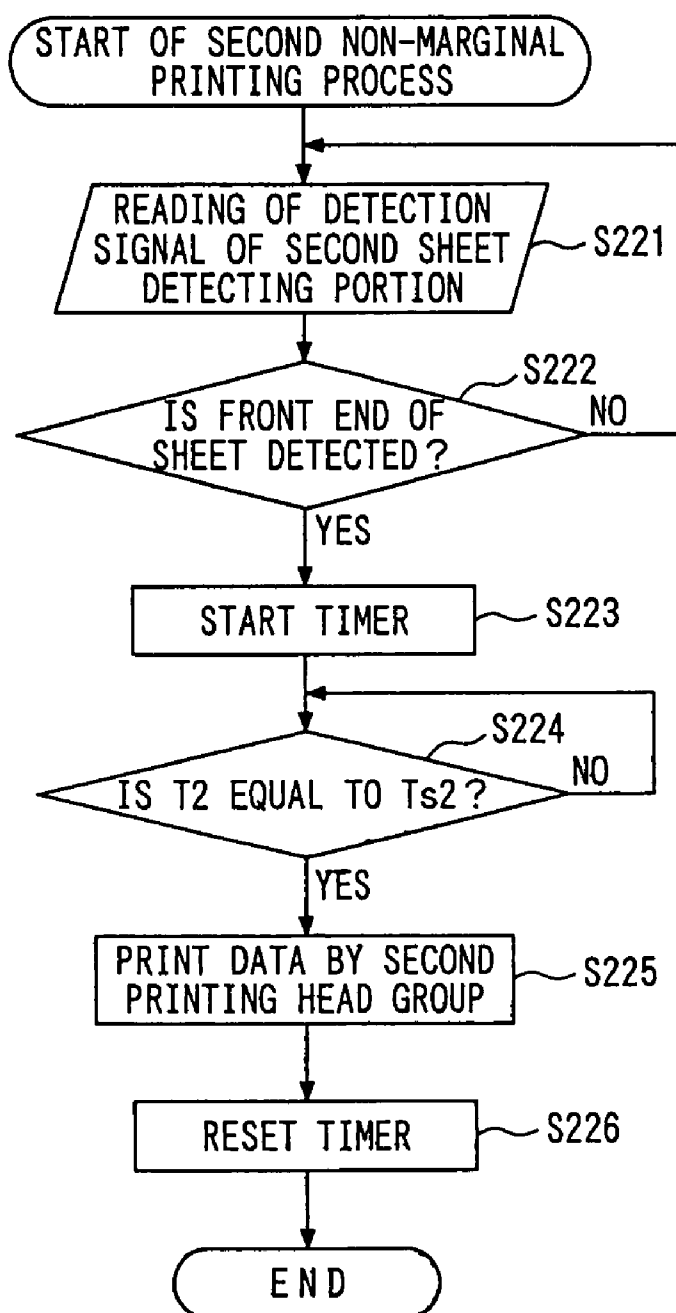 START OF SECOND NON-MARGINAL
PRINTING PROCESS
READING OF DETECTION
SIGNAL OF SECOND SHEET
DETECTING PORTION
S221
S222
IS FRONT END OF
SHEET DETECTED?
NO
YES
START TIMER
S223
S224
IS T2 EQUAL TO Ts2?
NO
YES
PRINT DATA BY SECOND
PRINTING HEAD GROUP
S225
RESET TIMER
S226
END